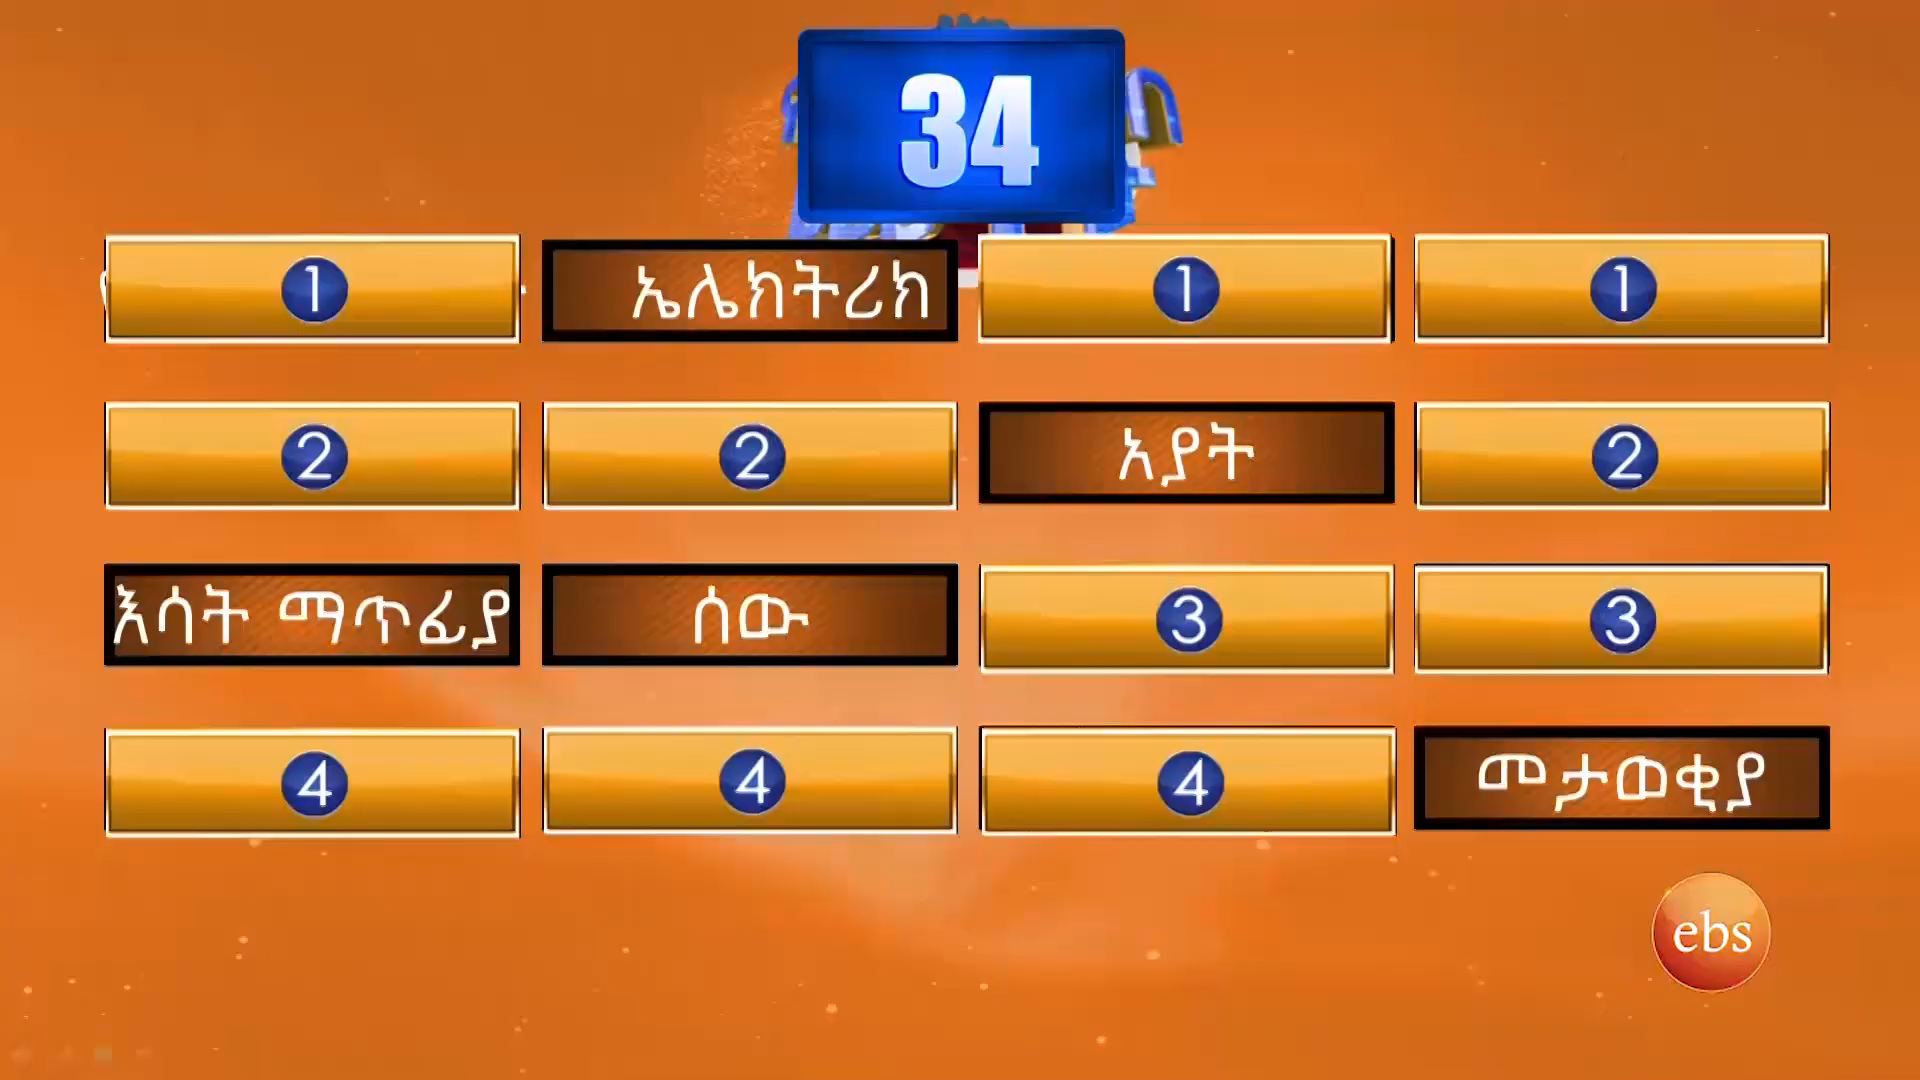 34
1 ኤሌክትሪክ 1 1
2 2 አያት 2
እሳት ማጥፊያ ሰው 3 3
4 4 4 መታወቂያ
ebs